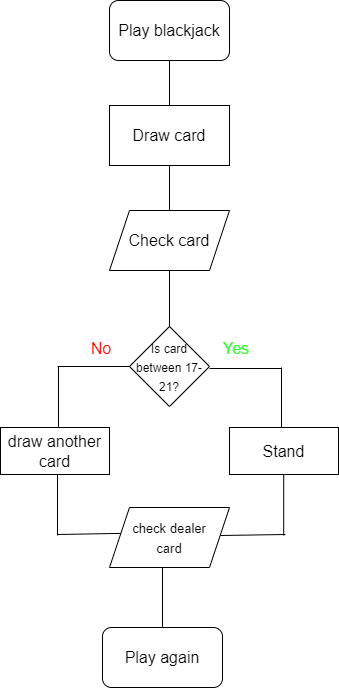 Play blackjack
Draw card
Check card
Is card
between 17-
21?
No
Yes
draw another
card
Stand
check dealer
card
Play again